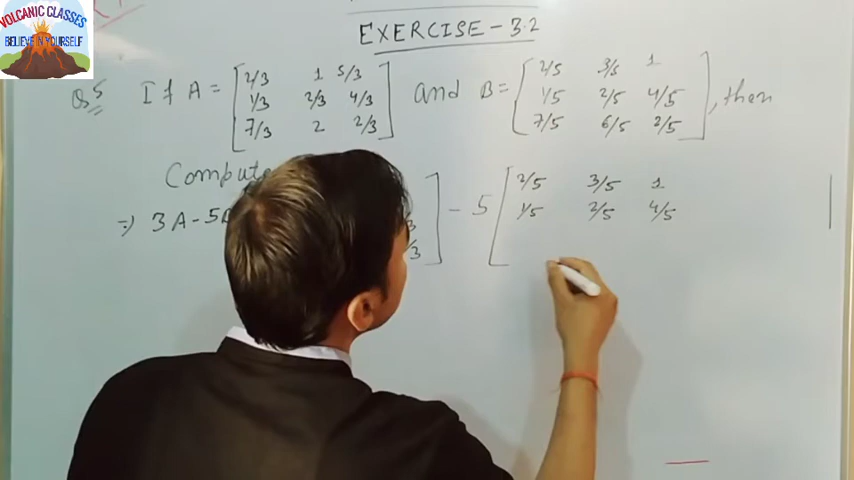 VOLCANIC CLASSES
BELIEVE IN YOURSELF
EXERCISE - 3.2
Q5 If A = [2/3 1 5/3 and B = [2/5 3/5 1
1/3 2/3 4/3 1/5 2/5 4/5
7/3 2 2/3] 7/5 6/5 2/5], then
Compute
=> 3A - 5B ] - 5 [2/5 3/5 1
1/5 2/5 4/5
/3